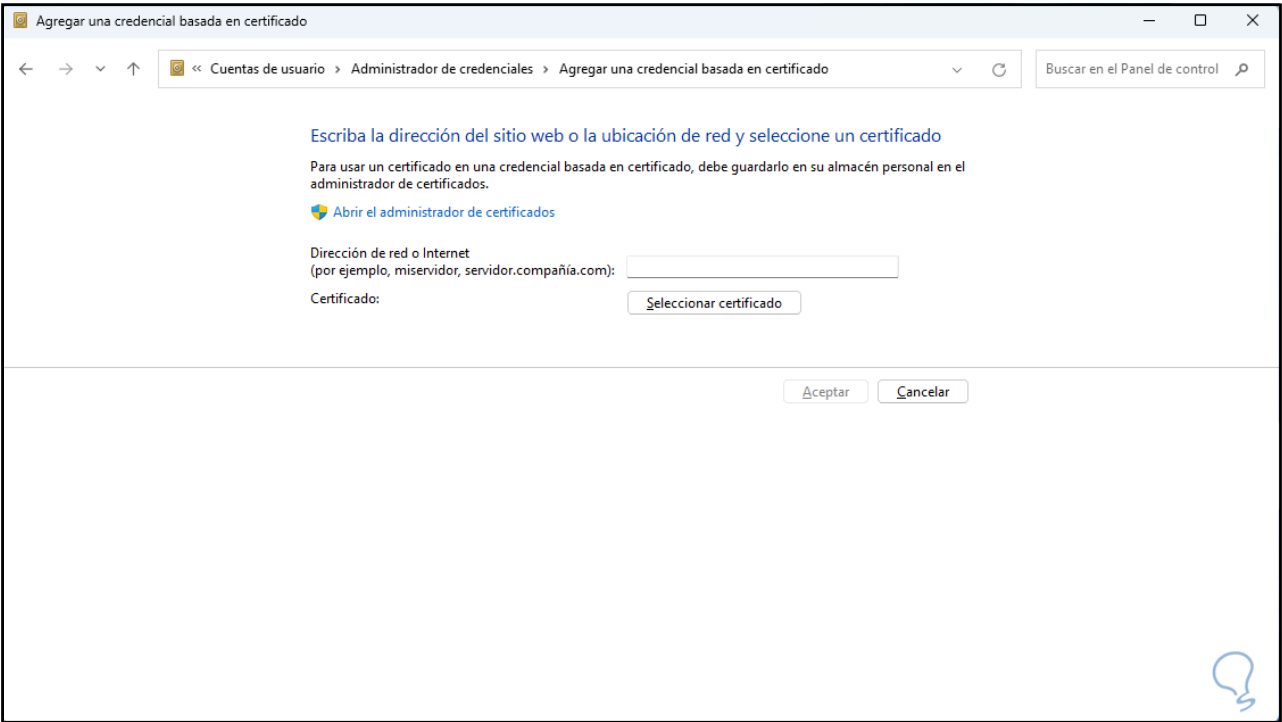 Agregar una credencial basada en certificado
« Cuentas de usuario › Administrador de credenciales › Agregar una credencial basada en certificado
Buscar en el Panel de control
Escriba la dirección del sitio web o la ubicación de red y seleccione un certificado
Para usar un certificado en una credencial basada en certificado, debe guardarlo en su almacén personal en el
administrador de certificados.
Abrir el administrador de certificados
Dirección de red o Internet
(por ejemplo, miservidor, servidor.compañía.com):
Certificado:
Seleccionar certificado
Aceptar
Cancelar